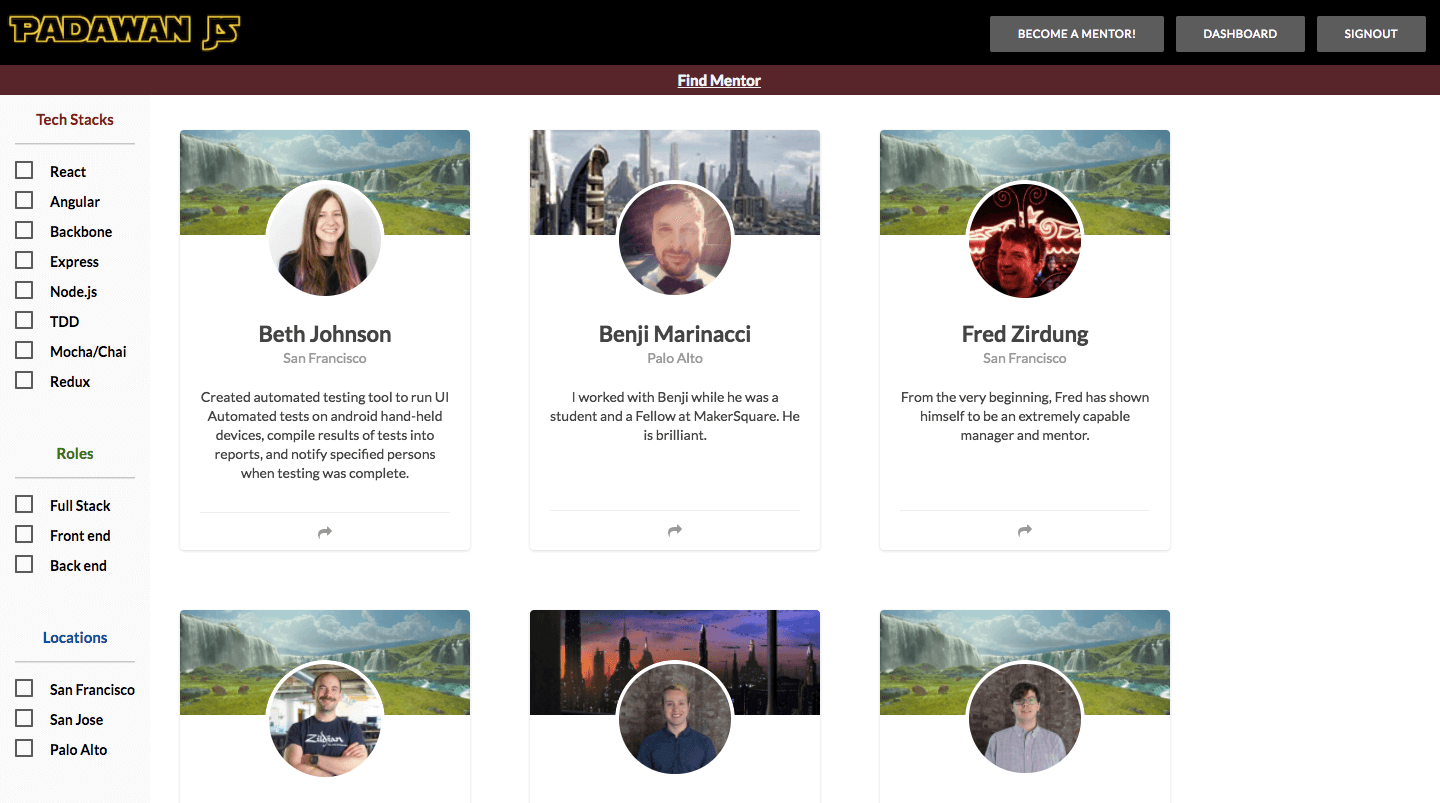 PADAWAN JS
BECOME A MENTOR!
DASHBOARD
SIGNOUT
Find Mentor
Tech Stacks
React
Angular
Backbone
Express
Node.js
TDD
Mocha/Chai
Redux
Roles
Full Stack
Front end
Back end
Locations
San Francisco
San Jose
Palo Alto
Beth Johnson
San Francisco
Created automated testing tool to run UI
Automated tests on android hand-held
devices, compile results of tests into
reports, and notify specified persons
when testing was complete.
Benji Marinacci
Palo Alto
I worked with Benji while he was a
student and a Fellow at MakerSquare. He
is brilliant.
Fred Zirdung
San Francisco
From the very beginning, Fred has shown
himself to be an extremely capable
manager and mentor.
Zildjian